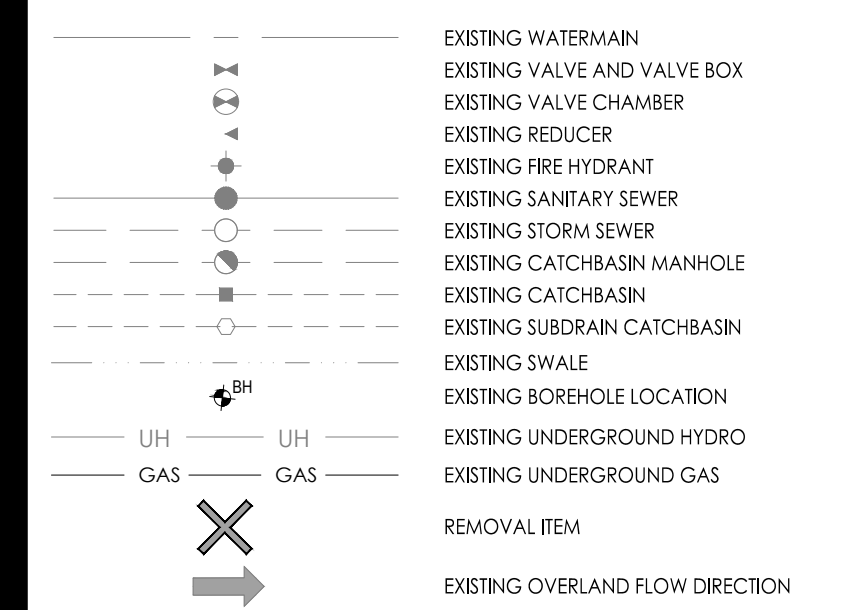 EXISTING WATERMAIN
EXISTING VALVE AND VALVE BOX
EXISTING VALVE CHAMBER
EXISTING REDUCER
EXISTING FIRE HYDRANT
EXISTING SANITARY SEWER
EXISTING STORM SEWER
EXISTING CATCHBASIN MANHOLE
EXISTING CATCHBASIN
EXISTING SUBDRAIN CATCHBASIN
EXISTING SWALE
BH EXISTING BOREHOLE LOCATION
UH UH EXISTING UNDERGROUND HYDRO
GAS GAS EXISTING UNDERGROUND GAS
REMOVAL ITEM
EXISTING OVERLAND FLOW DIRECTION